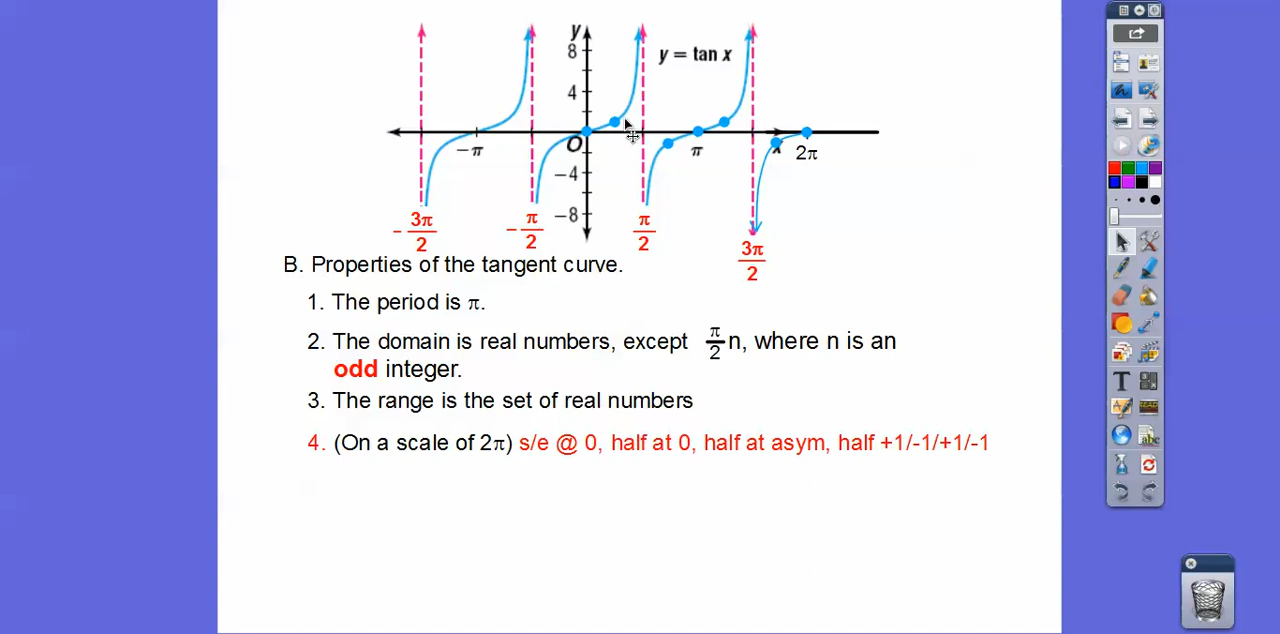 y
8
y = tan x
4
O
−π
π
x
2π
−4
−8
- 3π/2
- π/2
π/2
3π/2
B. Properties of the tangent curve.
1. The period is π.
2. The domain is real numbers, except π/2 n, where n is an
odd integer.
3. The range is the set of real numbers
4. (On a scale of 2π) s/e @ 0, half at 0, half at asym, half +1/-1/+1/-1
T
abc